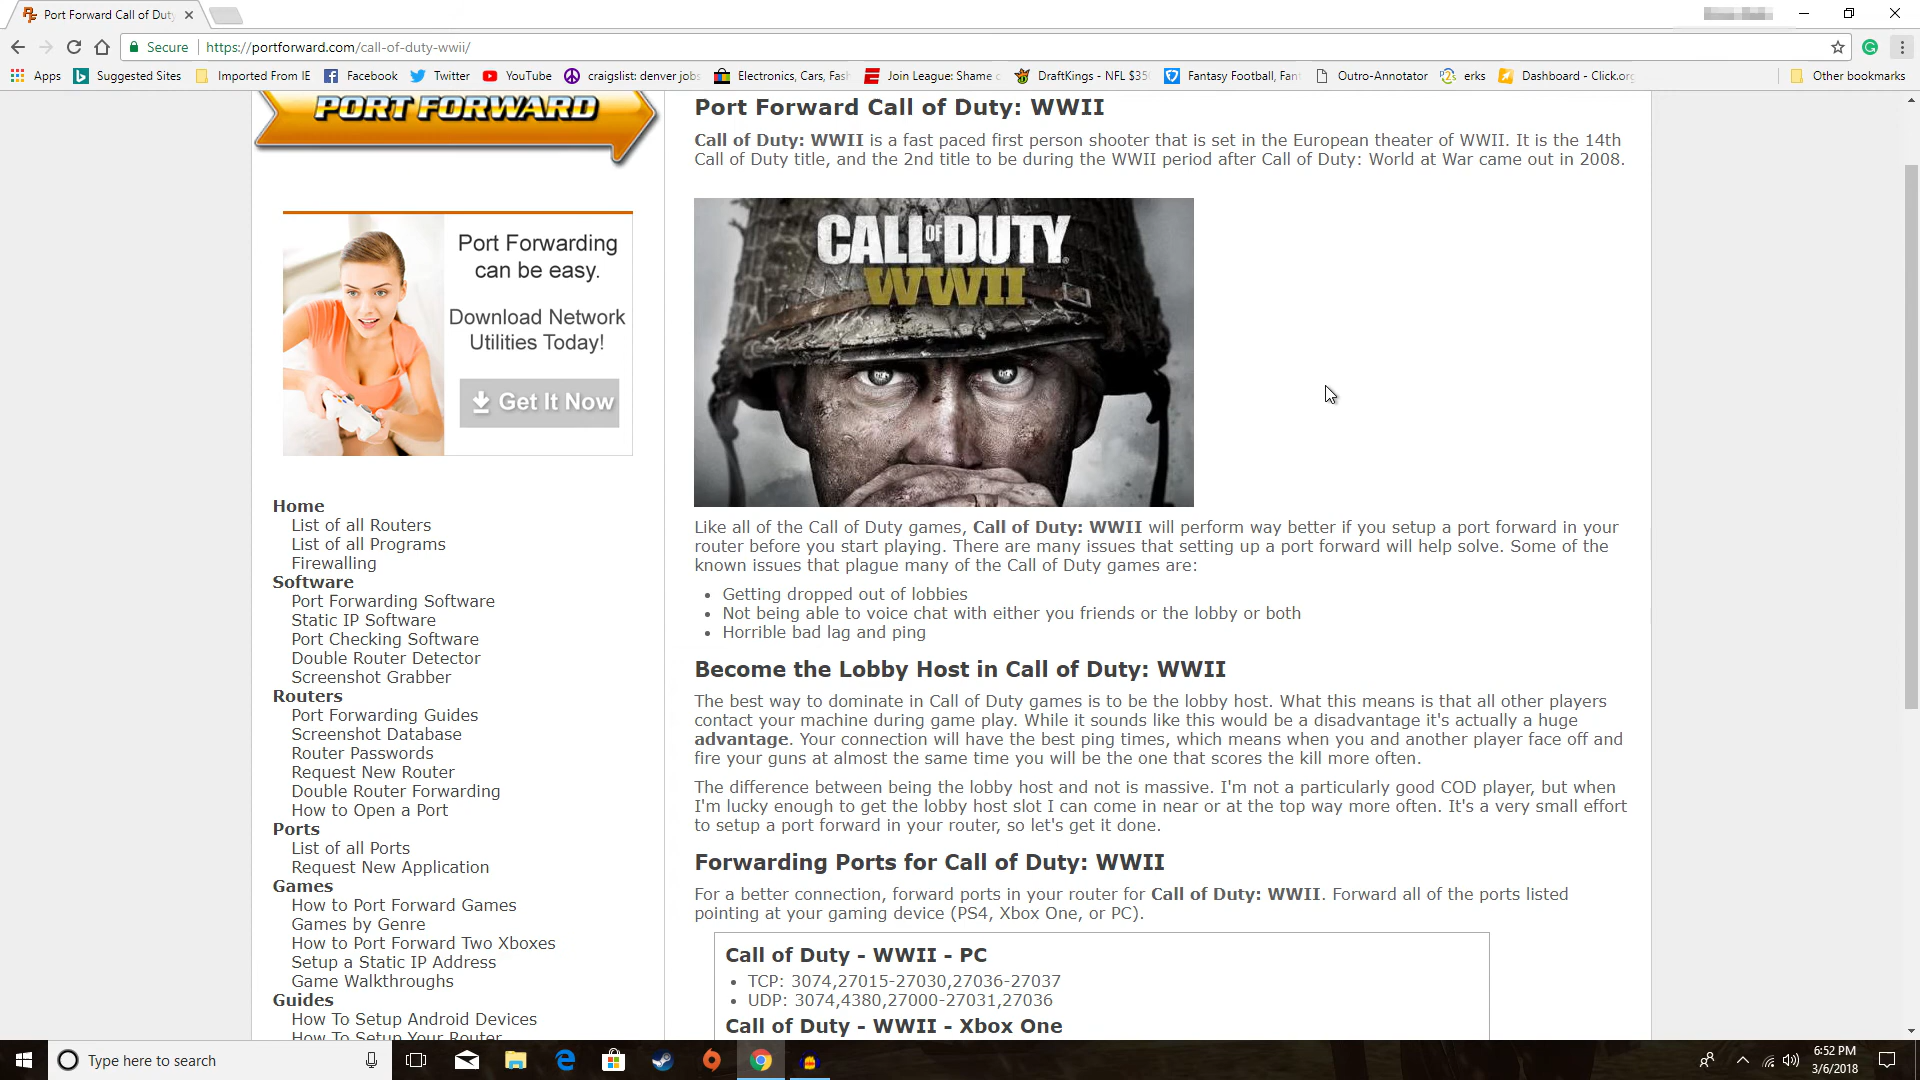 Port Forward Call of Duty
Secure https://portforward.com/call-of-duty-wwii/
Apps Suggested Sites Imported From IE Facebook Twitter YouTube craigslist: denver jobs Electronics, Cars, Fash Join League: Shame DraftKings - NFL $35 Fantasy Football, Fan Outro-Annotator erks Dashboard - Click.org Other bookmarks
PORT FORWARD
Port Forwarding
can be easy.
Download Network
Utilities Today!
Get It Now
Home
List of all Routers
List of all Programs
Firewalling
Software
Port Forwarding Software
Static IP Software
Port Checking Software
Double Router Detector
Screenshot Grabber
Routers
Port Forwarding Guides
Screenshot Database
Router Passwords
Request New Router
Double Router Forwarding
How to Open a Port
Ports
List of all Ports
Request New Application
Games
How to Port Forward Games
Games by Genre
How to Port Forward Two Xboxes
Setup a Static IP Address
Game Walkthroughs
Guides
How To Setup Android Devices
How To Setup Your Router
Port Forward Call of Duty: WWII
Call of Duty: WWII is a fast paced first person shooter that is set in the European theater of WWII. It is the 14th
Call of Duty title, and the 2nd title to be during the WWII period after Call of Duty: World at War came out in 2008.
CALL OF DUTY
WWII
Like all of the Call of Duty games, Call of Duty: WWII will perform way better if you setup a port forward in your
router before you start playing. There are many issues that setting up a port forward will help solve. Some of the
known issues that plague many of the Call of Duty games are:
• Getting dropped out of lobbies
• Not being able to voice chat with either you friends or the lobby or both
• Horrible bad lag and ping
Become the Lobby Host in Call of Duty: WWII
The best way to dominate in Call of Duty games is to be the lobby host. What this means is that all other players
contact your machine during game play. While it sounds like this would be a disadvantage it's actually a huge
advantage. Your connection will have the best ping times, which means when you and another player face off and
fire your guns at almost the same time you will be the one that scores the kill more often.
The difference between being the lobby host and not is massive. I'm not a particularly good COD player, but when
I'm lucky enough to get the lobby host slot I can come in near or at the top way more often. It's a very small effort
to setup a port forward in your router, so let's get it done.
Forwarding Ports for Call of Duty: WWII
For a better connection, forward ports in your router for Call of Duty: WWII. Forward all of the ports listed
pointing at your gaming device (PS4, Xbox One, or PC).
Call of Duty - WWII - PC
• TCP: 3074,27015-27030,27036-27037
• UDP: 3074,4380,27000-27031,27036
Call of Duty - WWII - Xbox One
Type here to search
6:52 PM
3/6/2018